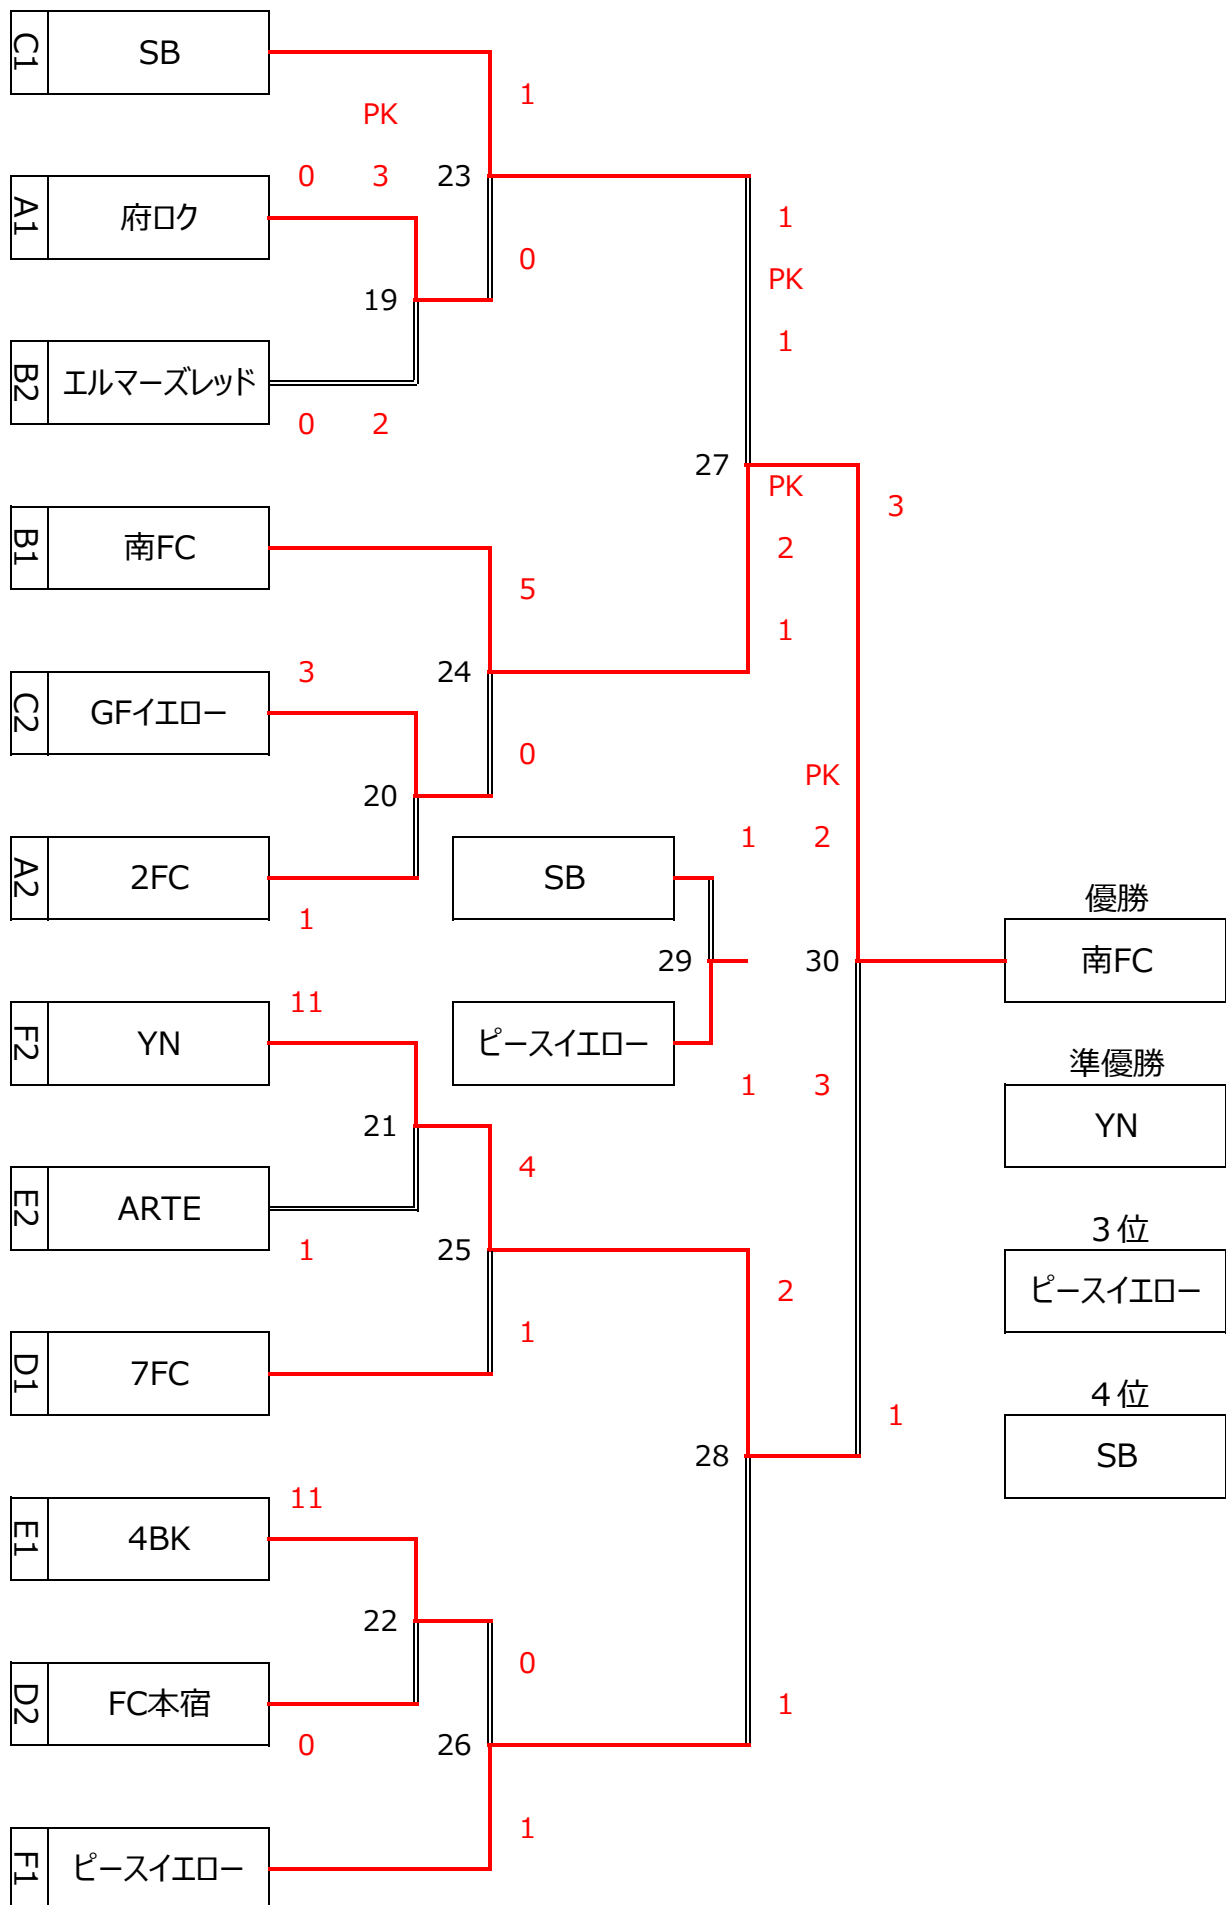 C1 SB
1
PK
0 3 23
A1 府ロク
1
0
19
PK
1
B2 エルマーズレッド
0 2
27
PK
3
B1 南FC
2
5
1
3 24
C2 GFイエロー
0
PK
20
1 2
A2 2FC
SB
優勝
1
29 30 南FC
11
F2 YN
ピースイエロー
準優勝
1 3
21 YN
4
E2 ARTE
3位
1 25
ピースイエロー
2
1
D1 7FC
4位
1
28 SB
11
E1 4BK
22
0
D2 FC本宿
1
0 26
1
F1 ピースイエロー